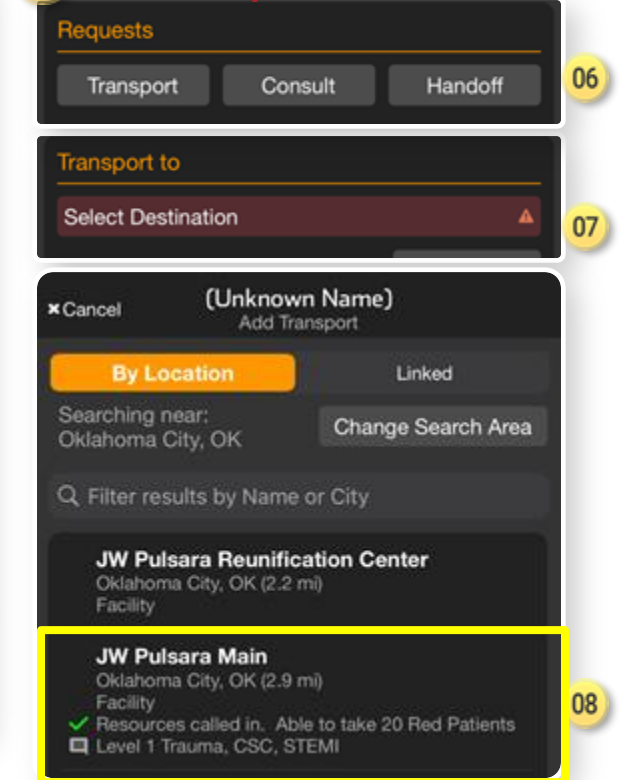 Requests
Transport Consult Handoff
06
Transport to
Select Destination
07
×Cancel (Unknown Name)
Add Transport
By Location Linked
Searching near:
Oklahoma City, OK
Change Search Area
Filter results by Name or City
JW Pulsara Reunification Center
Oklahoma City, OK (2.2 mi)
Facility
JW Pulsara Main
Oklahoma City, OK (2.9 mi)
Facility
Resources called in. Able to take 20 Red Patients
Level 1 Trauma, CSC, STEMI
08